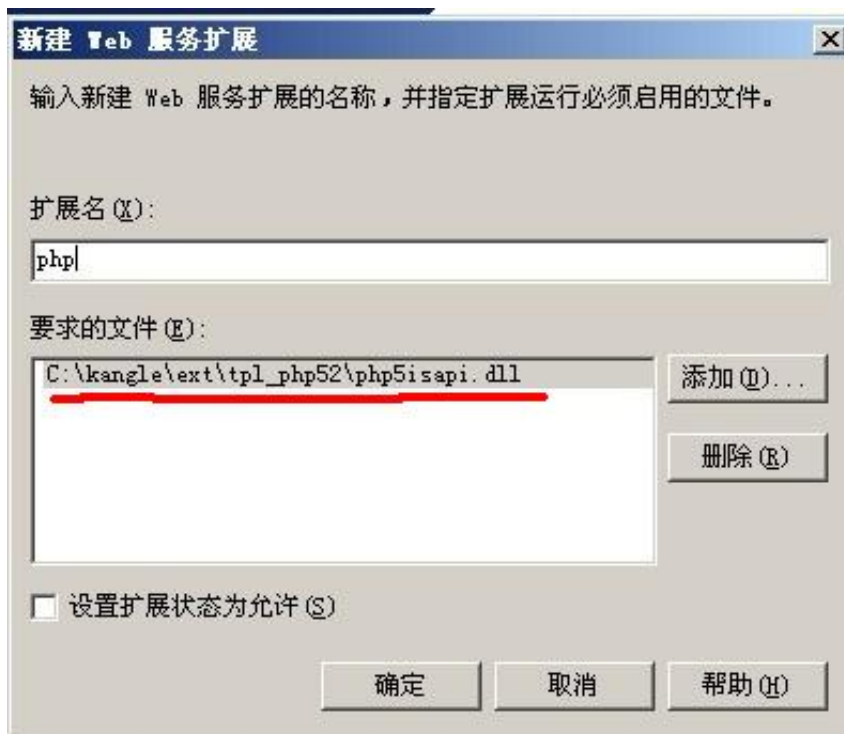 新建 Web 服务扩展
输入新建 Web 服务扩展的名称，并指定扩展运行必须启用的文件。
扩展名(X):
php
要求的文件(E):
C:\kangle\ext\tpl_php52\php5isapi.dll
添加(D)...
删除(R)
设置扩展状态为允许(S)
确定
取消
帮助(H)